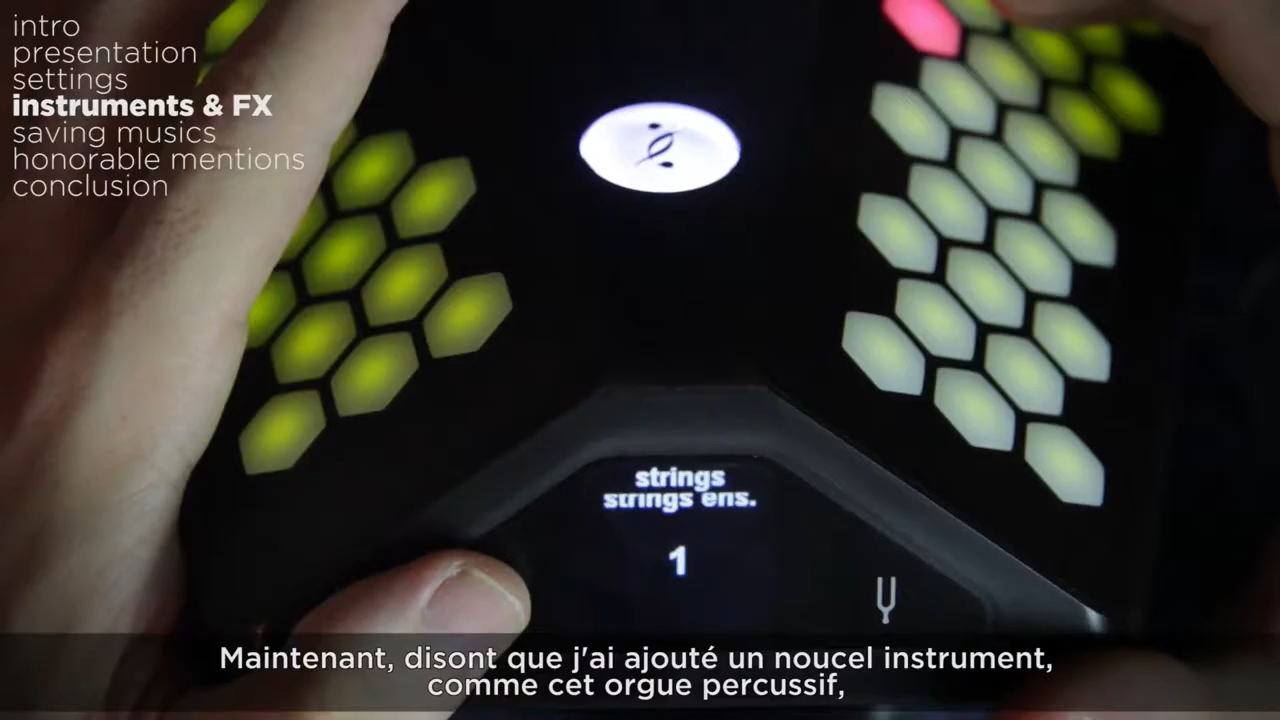 intro
presentation
settings
instruments & FX
saving musics
honorable mentions
conclusion
strings
strings ens.
1
Maintenant, disont que j'ai ajouté un noucel instrument,
comme cet orgue percussif,